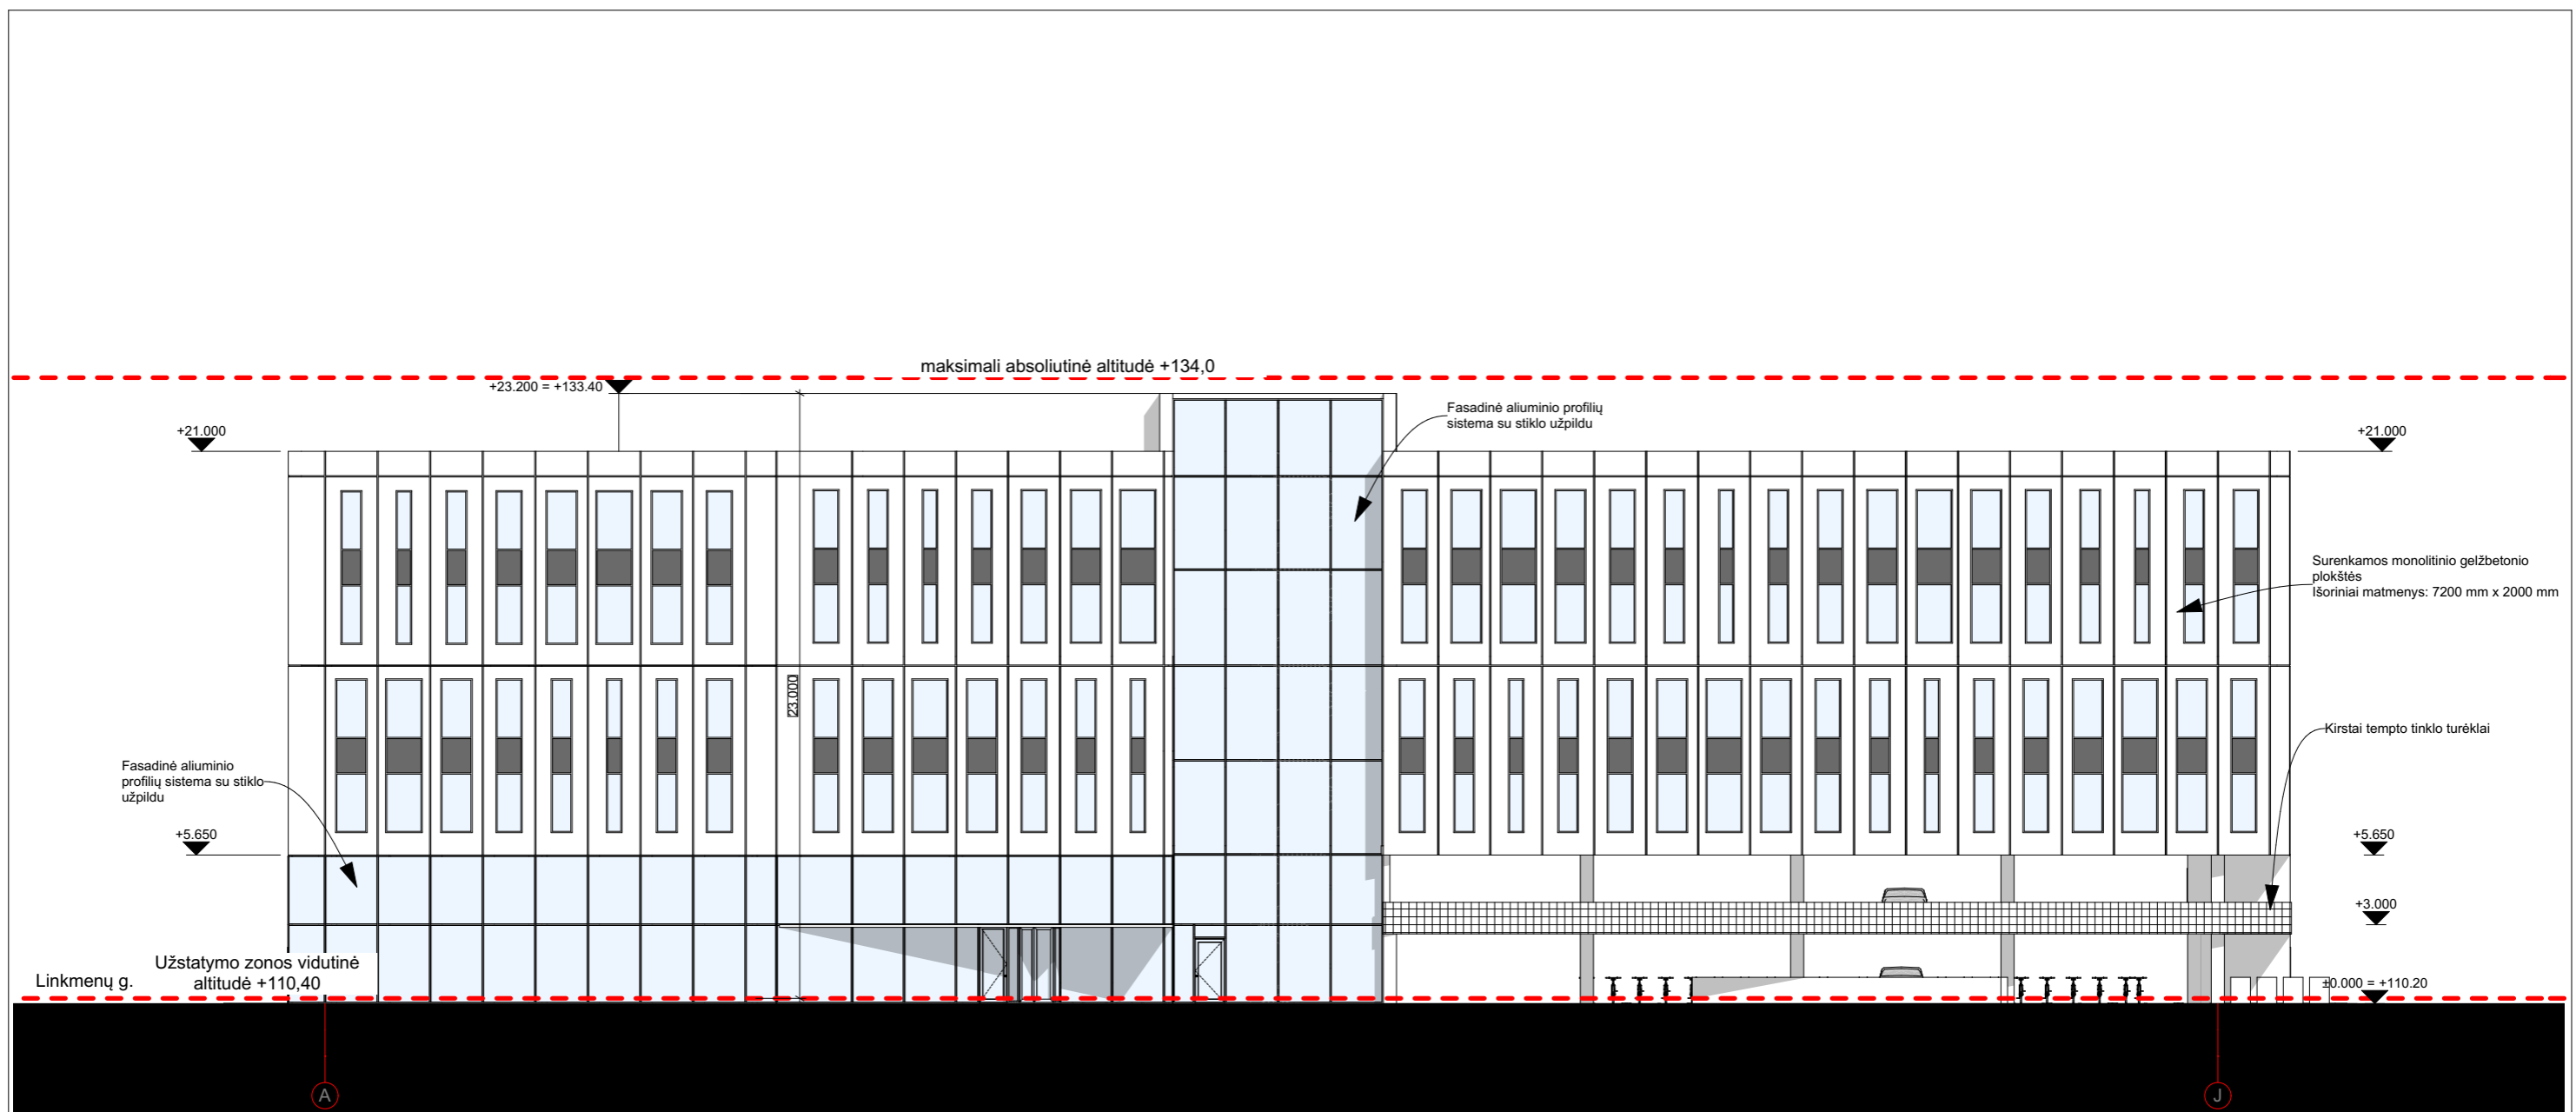 maksimali absoliutinė altitudė +134,0
+23.200 = +133.40
Fasadinė aliuminio profilių
sistema su stiklo užpildu
+21.000
+21.000
Surenkamos monolitinio gelžbetonio
plokštės
Išoriniai matmenys: 7200 mm x 2000 mm
23.000
Kirstai tempto tinklo turėklai
Fasadinė aliuminio
profilių sistema su stiklo
užpildu
+5.650
+5.650
+3.000
Užstatymo zonos vidutinė
altitudė +110,40
Linkmenų g.
±0.000 = +110.20
A
J